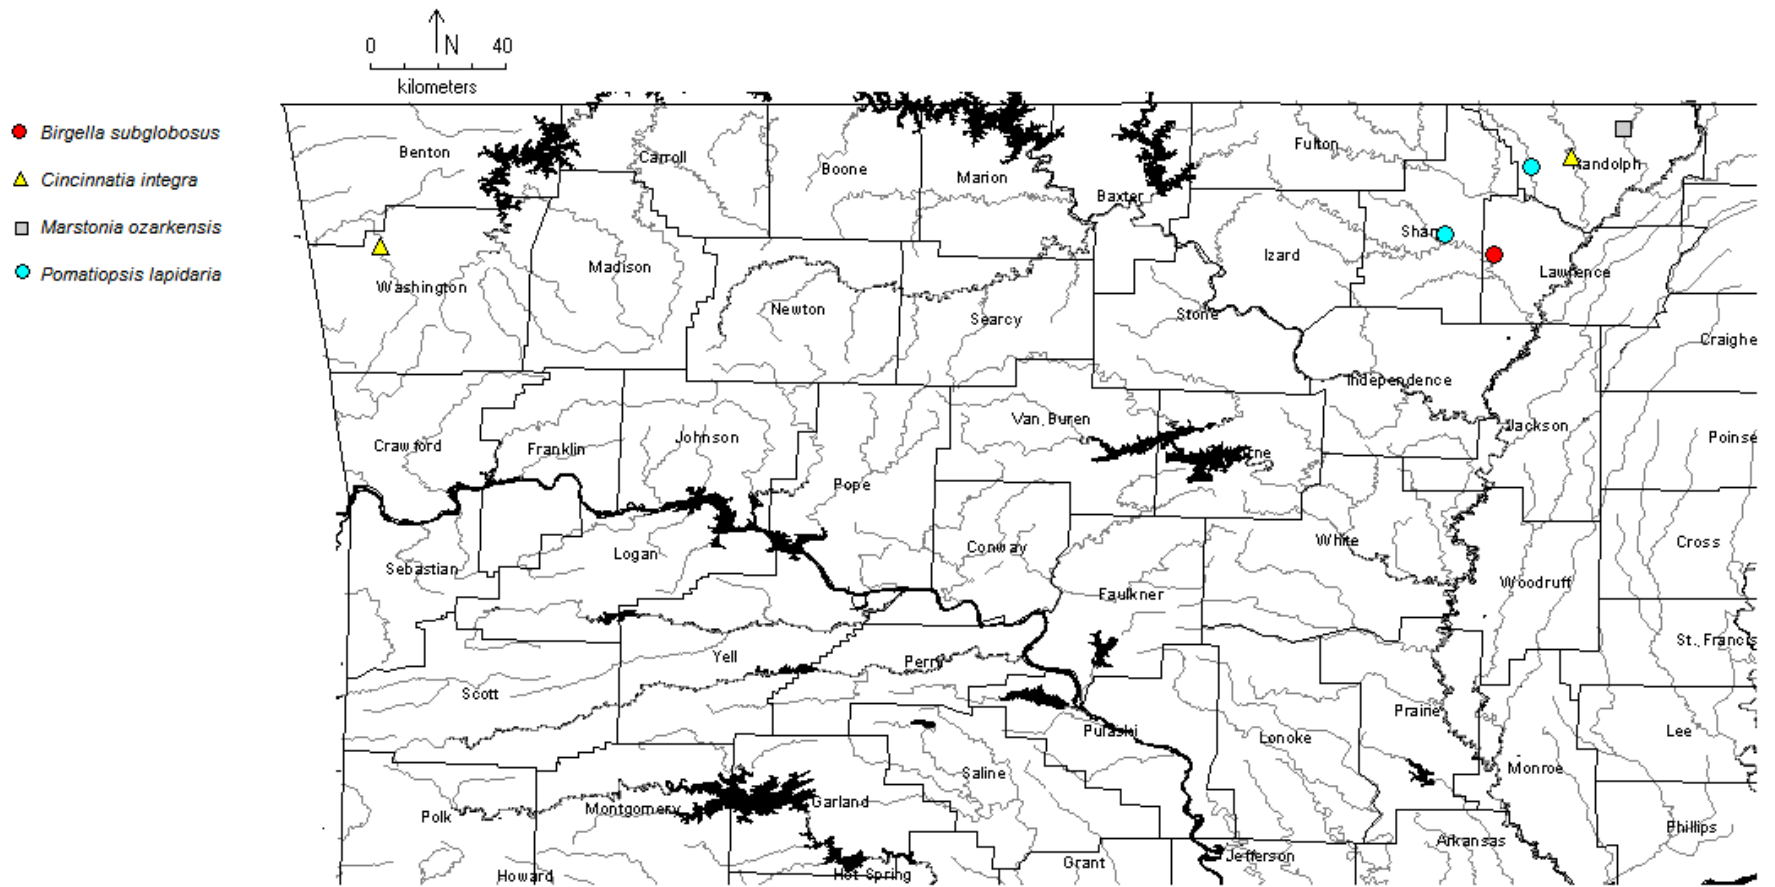 0 N 40
kilometers
Birgella subglobosus
Cincinnatia integra
Marstonia ozarkensis
Pomatiopsis lapidaria
Benton
Carroll
Boone
Marion
Baxter
Fulton
Randolph
Washington
Madison
Newton
Searcy
Stone
Izard
Sharp
Lawrence
Craighe
Independence
Crawford
Franklin
Johnson
Pope
Van Buren
rne
Jackson
Poinse
Sebastian
Logan
Conway
Faulkner
White
Woodruff
Cross
St. Francis
Scott
Yell
Perry
Pulaski
Lonoke
Prairie
Monroe
Lee
Polk
Montgomery
Garland
Saline
Phillips
Howard
Hot Spring
Grant
Jefferson
Arkansas